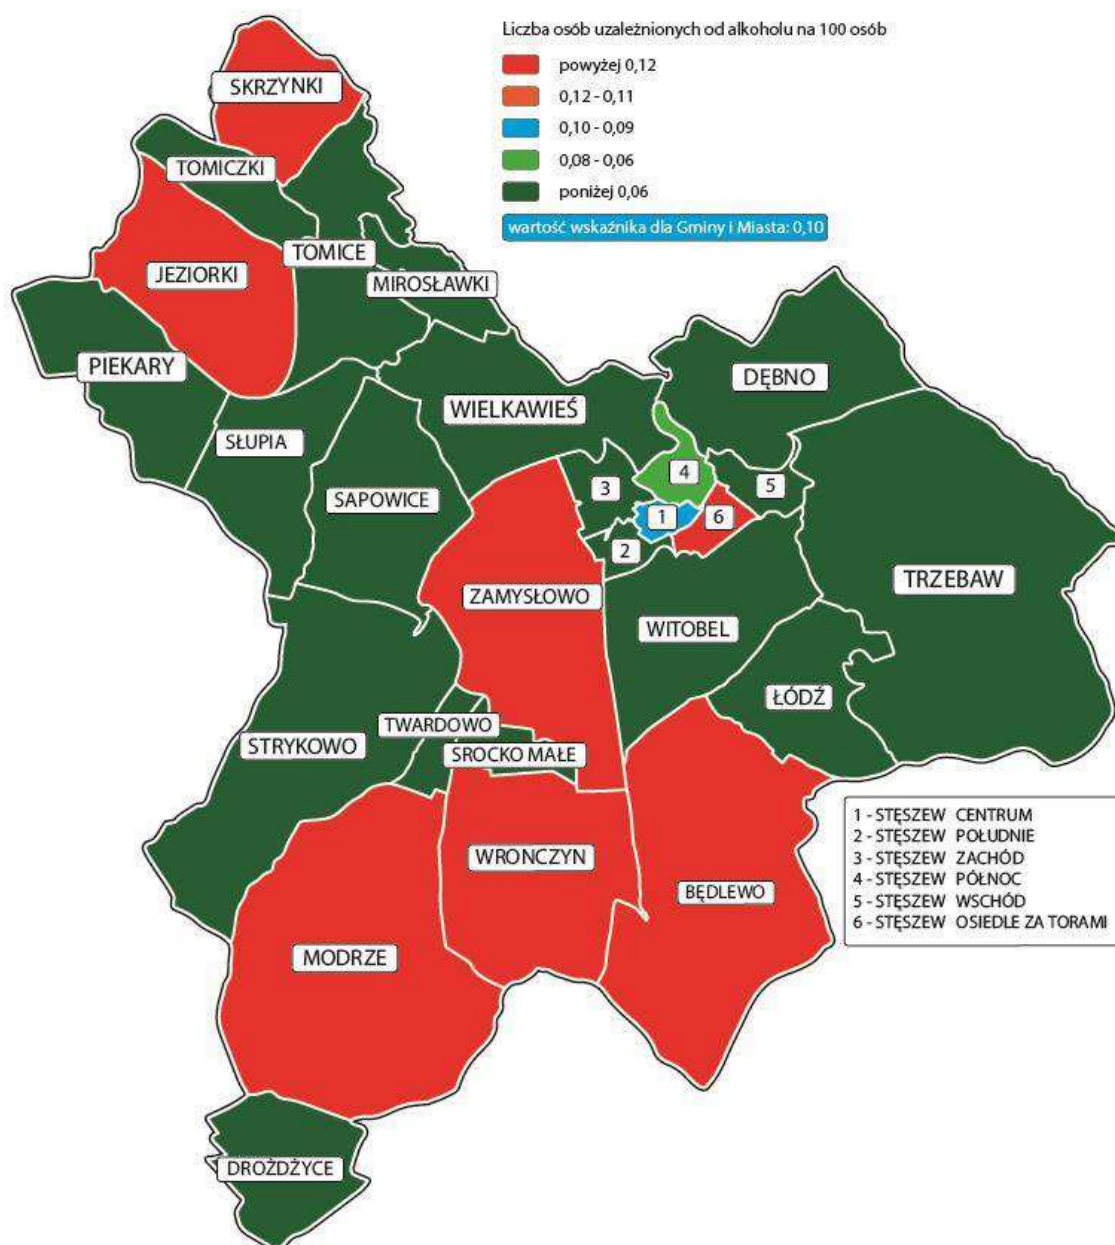 Liczba osób uzależnionych od alkoholu na 100 osób
powyżej 0,12
0,12 - 0,11
0,10 - 0,09
0,08 - 0,06
poniżej 0,06
wartość wskaźnika dla Gminy i Miasta: 0,10
SKRZYNKI
TOMICZKI
TOMICE
JEZIORKI
MIROSŁAWKI
PIEKARY
DĘBNO
WIELKAWIEŚ
SŁUPIA
SAPOWICE
3
4
5
1
6
2
TRZEBAW
ZAMYSŁOWO
WITOBEL
ŁÓDŹ
TWARDOWO
STRYKOWO
SROCKO MAŁE
WRONCZYN
BĘDLEWO
MODRZE
DROŻDŻYCE
1 - STĘSZEW CENTRUM
2 - STĘSZEW POŁUDNIE
3 - STĘSZEW ZACHÓD
4 - STĘSZEW PÓŁNOC
5 - STĘSZEW WSCHÓD
6 - STĘSZEW OSIEDLE ZA TORAMI